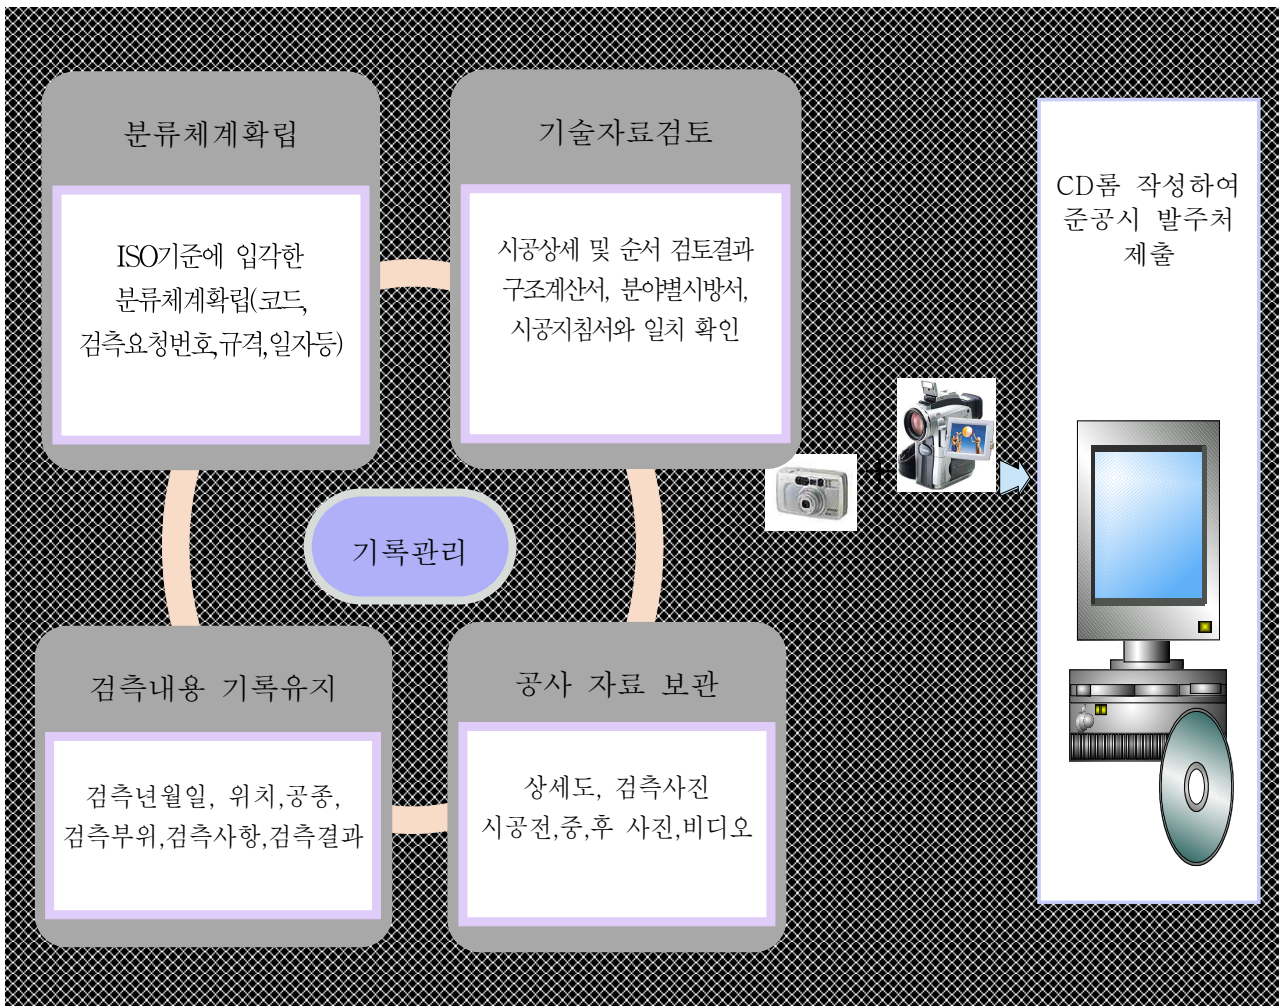 분류체계확립
ISO기준에 입각한
분류체계확립(코드,
검측요청번호,규격,일자등)
기술자료검토
시공상세 및 순서 검토결과
구조계산서, 분야별시방서,
시공지침서와 일치 확인
기록관리
검측내용 기록유지
검측년월일, 위치,공종,
검측부위,검측사항,검측결과
공사 자료 보관
상세도, 검측사진
시공전,중,후 사진,비디오
+
CD롬 작성하여
준공시 발주처
제출